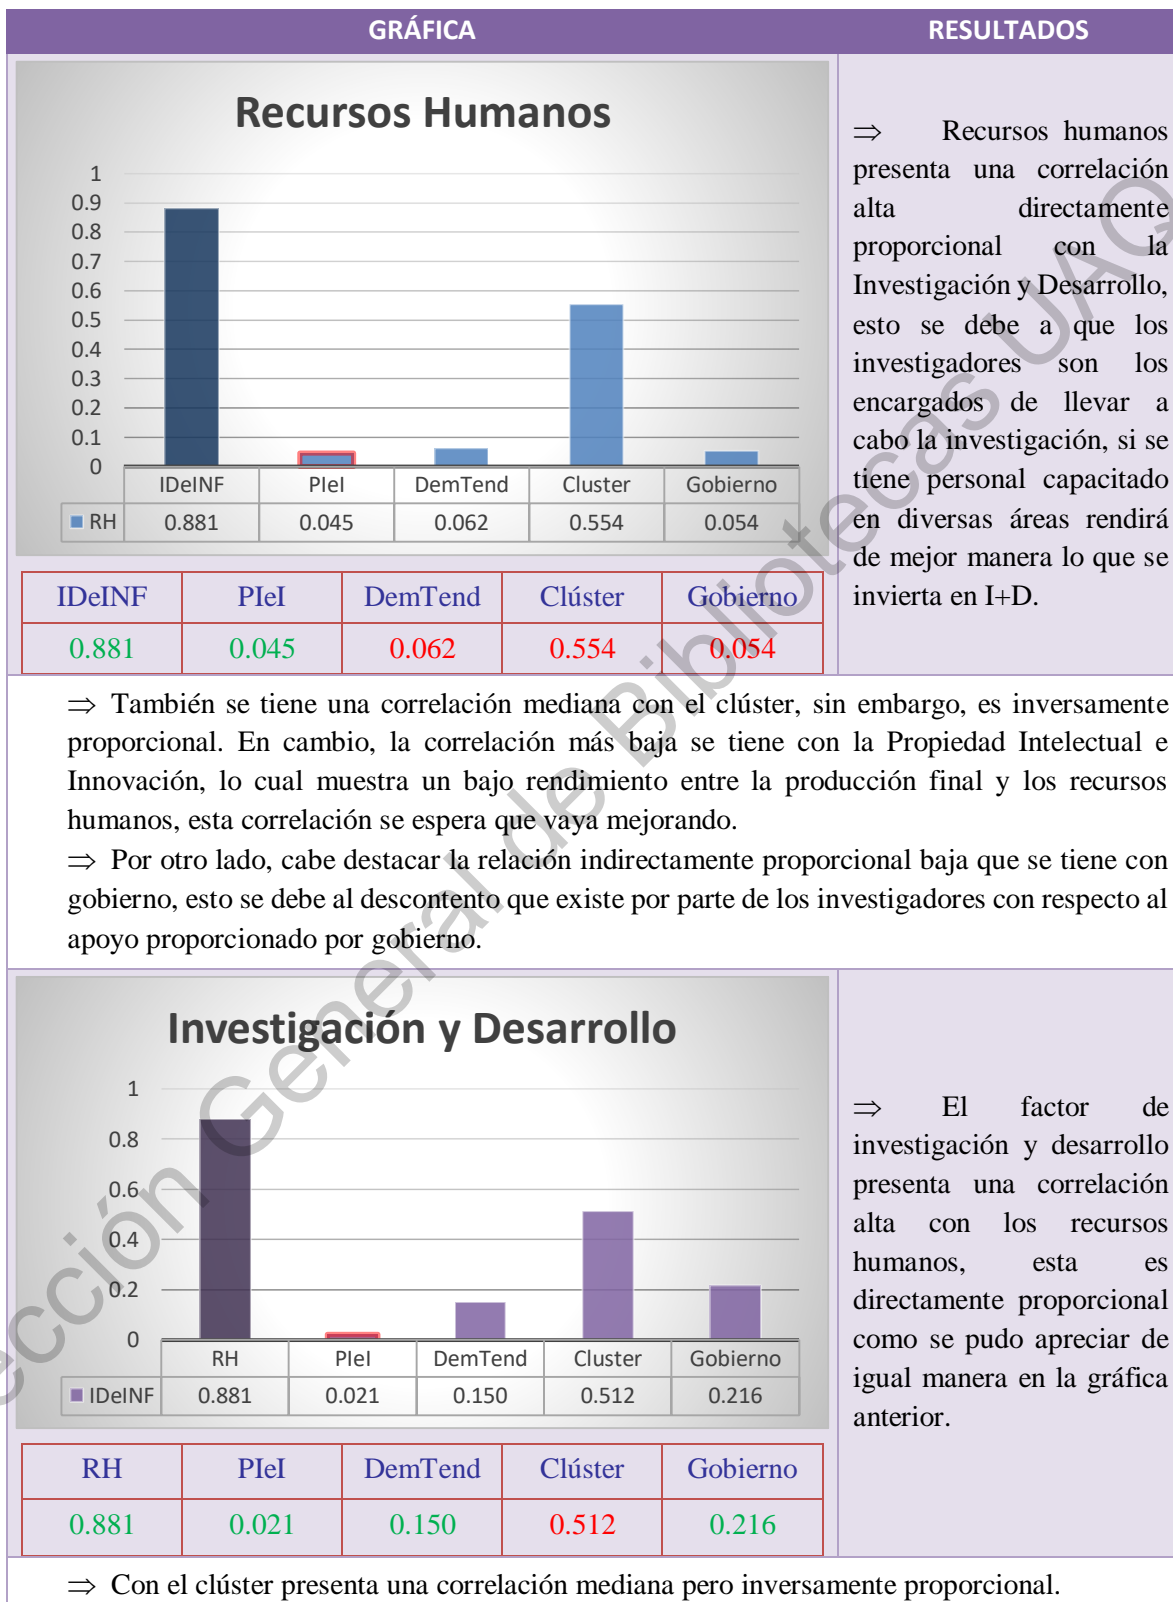 GRÁFICA RESULTADOS
Recursos Humanos
1
0.9
0.8
0.7
0.6
0.5
0.4
0.3
0.2
0.1
0
IDeINF PIeI DemTend Cluster Gobierno
RH 0.881 0.045 0.062 0.554 0.054
IDeINF PIeI DemTend Clúster Gobierno
0.881 0.045 0.062 0.554 0.054
⇒ Recursos humanos
presenta una correlación
alta directamente
proporcional con la
Investigación y Desarrollo,
esto se debe a que los
investigadores son los
encargados de llevar a
cabo la investigación, si se
tiene personal capacitado
en diversas áreas rendirá
de mejor manera lo que se
invierta en I+D.
⇒ También se tiene una correlación mediana con el clúster, sin embargo, es inversamente
proporcional. En cambio, la correlación más baja se tiene con la Propiedad Intelectual e
Innovación, lo cual muestra un bajo rendimiento entre la producción final y los recursos
humanos, esta correlación se espera que vaya mejorando.
⇒ Por otro lado, cabe destacar la relación indirectamente proporcional baja que se tiene con
gobierno, esto se debe al descontento que existe por parte de los investigadores con respecto al
apoyo proporcionado por gobierno.
Investigación y Desarrollo
1
0.8
0.6
0.4
0.2
0
RH PIeI DemTend Cluster Gobierno
IDeINF 0.881 0.021 0.150 0.512 0.216
RH PIeI DemTend Clúster Gobierno
0.881 0.021 0.150 0.512 0.216
⇒ El factor de
investigación y desarrollo
presenta una correlación
alta con los recursos
humanos, esta es
directamente proporcional
como se pudo apreciar de
igual manera en la gráfica
anterior.
⇒ Con el clúster presenta una correlación mediana pero inversamente proporcional.
ección General de Bibliotecas UAQ